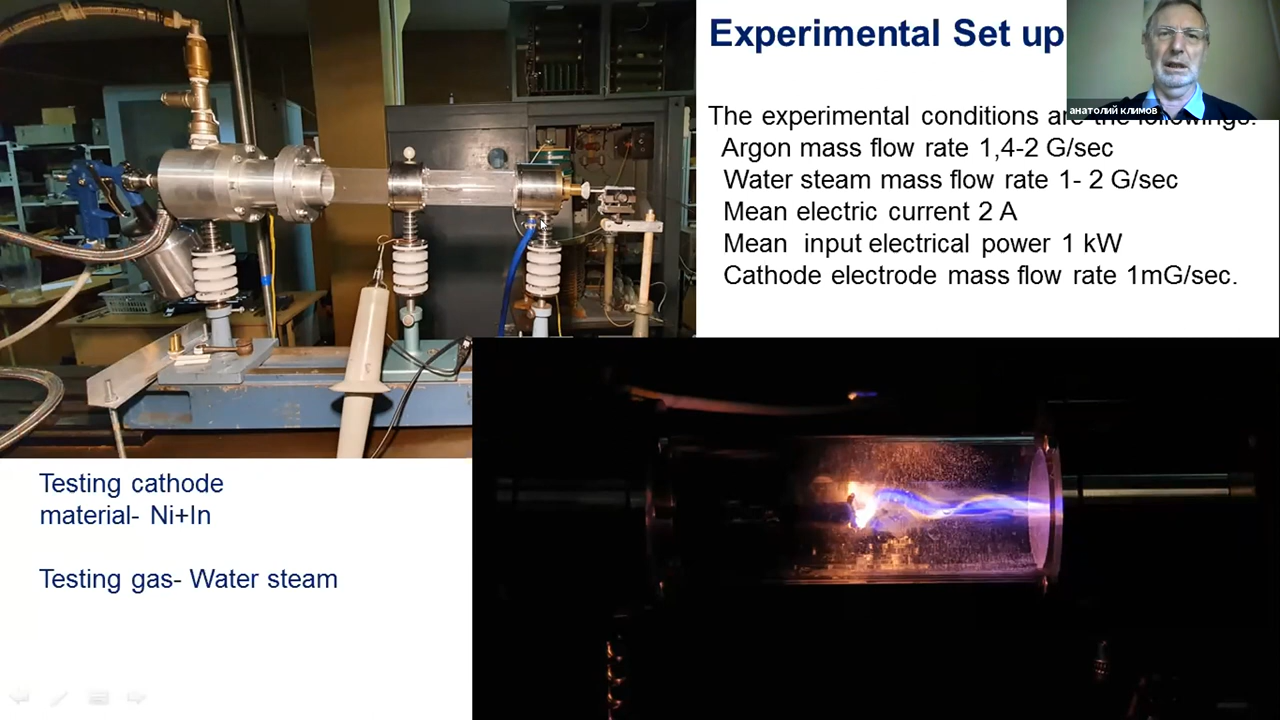 Experimental Set up
анатолий климов
The experimental conditions are the followings:
Argon mass flow rate 1,4-2 G/sec
Water steam mass flow rate 1- 2 G/sec
Mean electric current 2 A
Mean input electrical power 1 kW
Cathode electrode mass flow rate 1mG/sec.
Testing cathode
material- Ni+In
Testing gas- Water steam